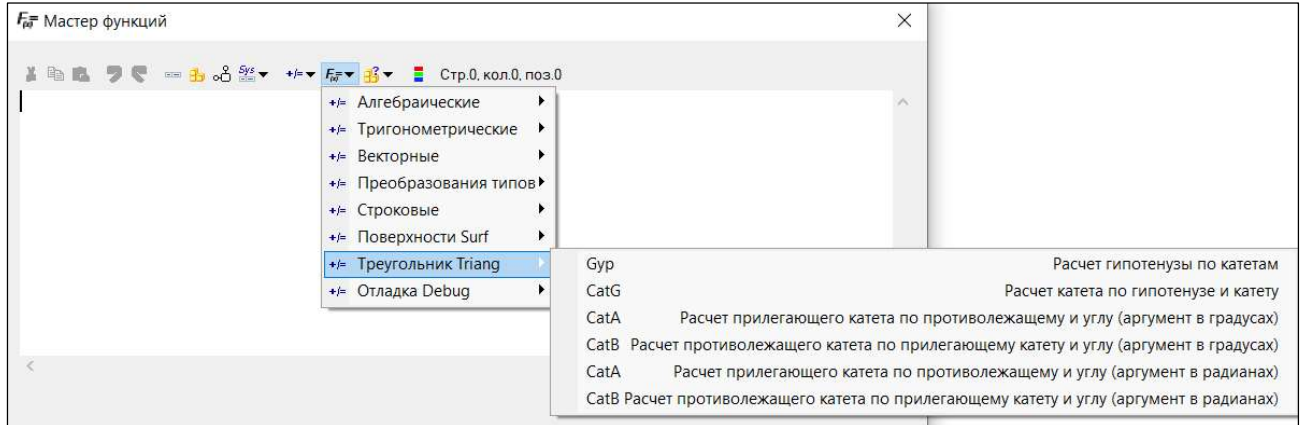 Мастер функций
Sys +/= F(x)= Стр.0, кол.0, поз.0
+/= Алгебраические
+/= Тригонометрические
+/= Векторные
+/= Преобразования типов
+/= Строковые
+/= Поверхности Surf
+/= Треугольник Triang
+/= Отладка Debug
Gyp Расчет гипотенузы по катетам
CatG Расчет катета по гипотенузе и катету
CatA Расчет прилегающего катета по противолежащему и углу (аргумент в градусах)
CatB Расчет противолежащего катета по прилегающему катету и углу (аргумент в градусах)
CatA Расчет прилегающего катета по противолежащему и углу (аргумент в радианах)
CatB Расчет противолежащего катета по прилегающему катету и углу (аргумент в радианах)